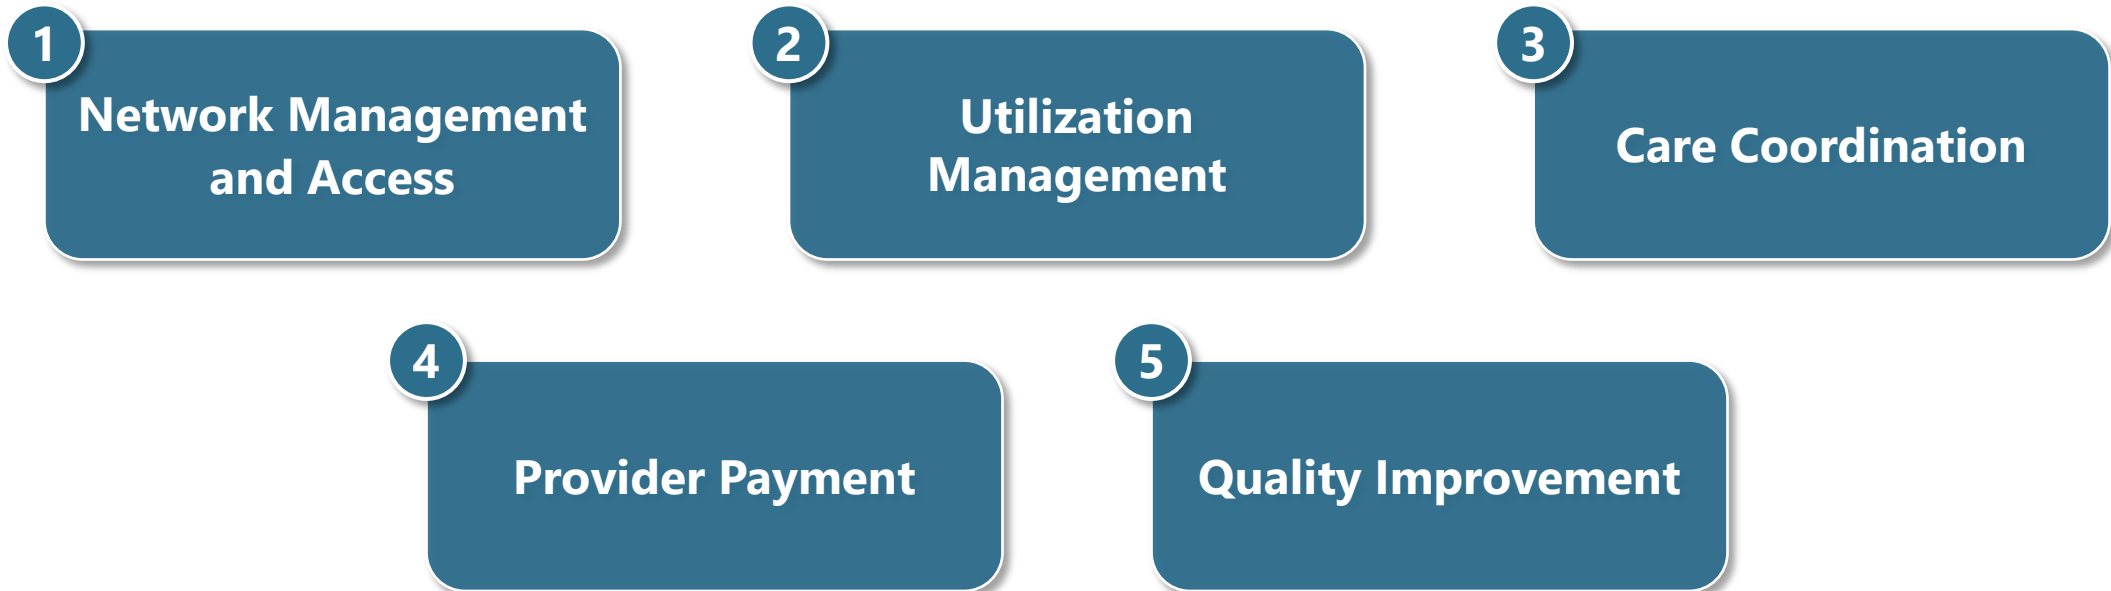 1
Network Management
and Access
2
Utilization
Management
3
Care Coordination
4
Provider Payment
5
Quality Improvement